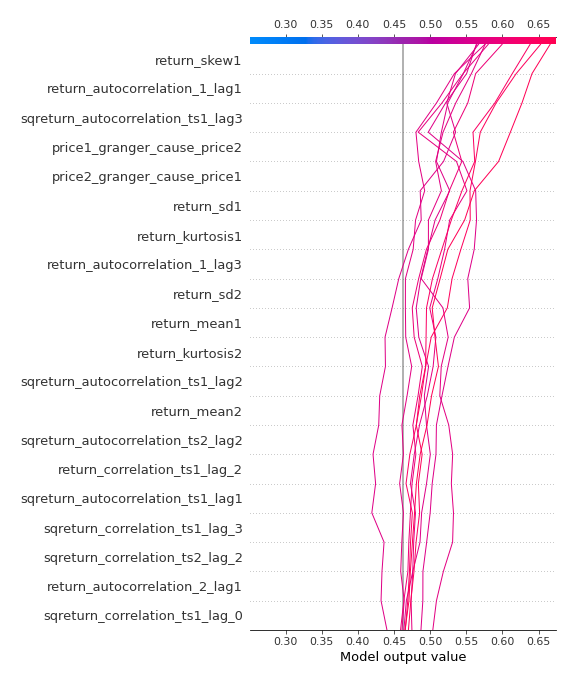 0.30 0.35 0.40 0.45 0.50 0.55 0.60 0.65
return_skew1
return_autocorrelation_1_lag1
sqreturn_autocorrelation_ts1_lag3
price1_granger_cause_price2
price2_granger_cause_price1
return_sd1
return_kurtosis1
return_autocorrelation_1_lag3
return_sd2
return_mean1
return_kurtosis2
sqreturn_autocorrelation_ts1_lag2
return_mean2
sqreturn_autocorrelation_ts2_lag2
return_correlation_ts1_lag_2
sqreturn_autocorrelation_ts1_lag1
sqreturn_correlation_ts1_lag_3
sqreturn_correlation_ts2_lag_2
return_autocorrelation_2_lag1
sqreturn_correlation_ts1_lag_0
0.30 0.35 0.40 0.45 0.50 0.55 0.60 0.65
Model output value